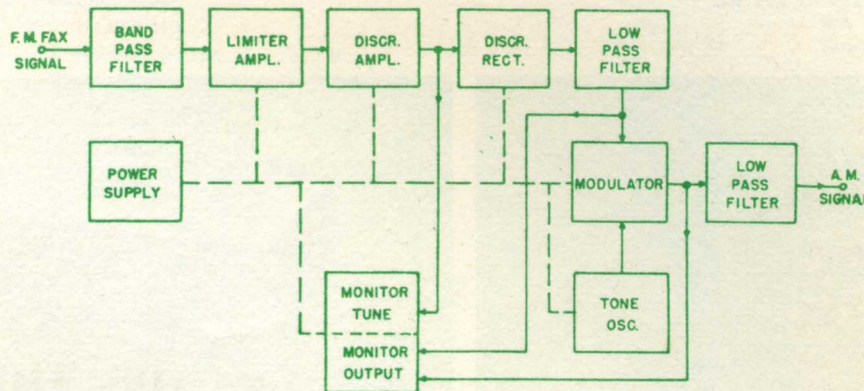 F. M. FAX
SIGNAL
BAND
PASS
FILTER
LIMITER
AMPL.
DISCR.
AMPL.
DISCR.
RECT.
LOW
PASS
FILTER
POWER
SUPPLY
MODULATOR
LOW
PASS
FILTER
A. M.
SIGNAL
MONITOR
TUNE
MONITOR
OUTPUT
TONE
OSC.